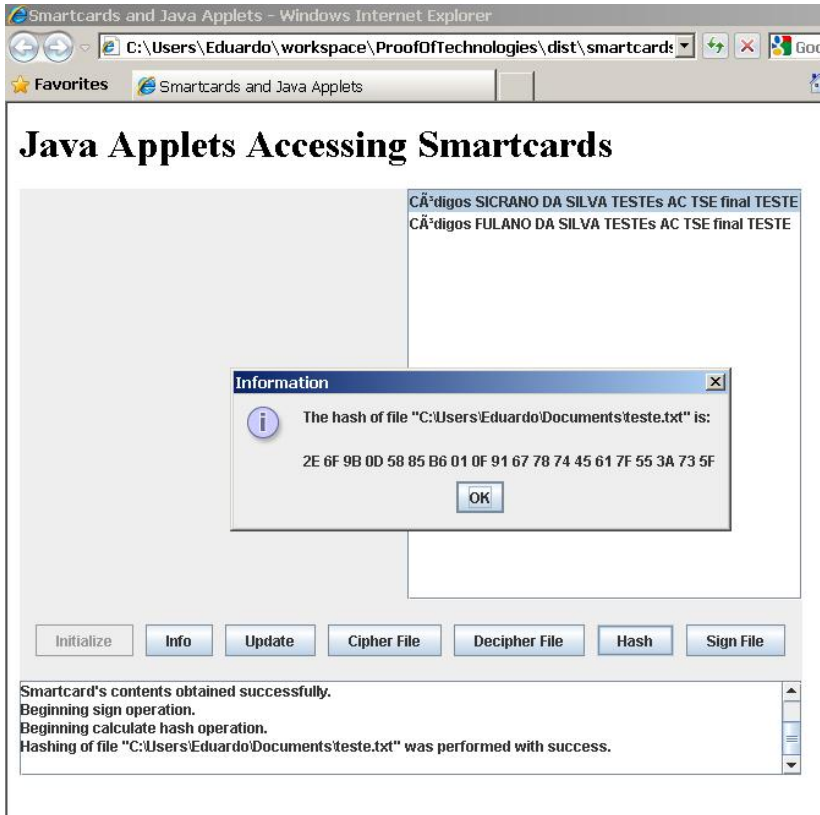 Smartcards and Java Applets - Windows Internet Explorer
C:\Users\Eduardo\workspace\ProofOfTechnologies\dist\smartcard
Favorites
Smartcards and Java Applets
Java Applets Accessing Smartcards
CÃ³digos SICRANO DA SILVA TESTEs AC TSE final TESTE
CÃ³digos FULANO DA SILVA TESTEs AC TSE final TESTE
Information
The hash of file "C:\Users\Eduardo\Documents\teste.txt" is:
2E 6F 9B 0D 58 85 B6 01 0F 91 67 78 74 45 61 7F 55 3A 73 5F
OK
Initialize Info Update Cipher File Decipher File Hash Sign File
Smartcard's contents obtained successfully.
Beginning sign operation.
Beginning calculate hash operation.
Hashing of file "C:\Users\Eduardo\Documents\teste.txt" was performed with success.